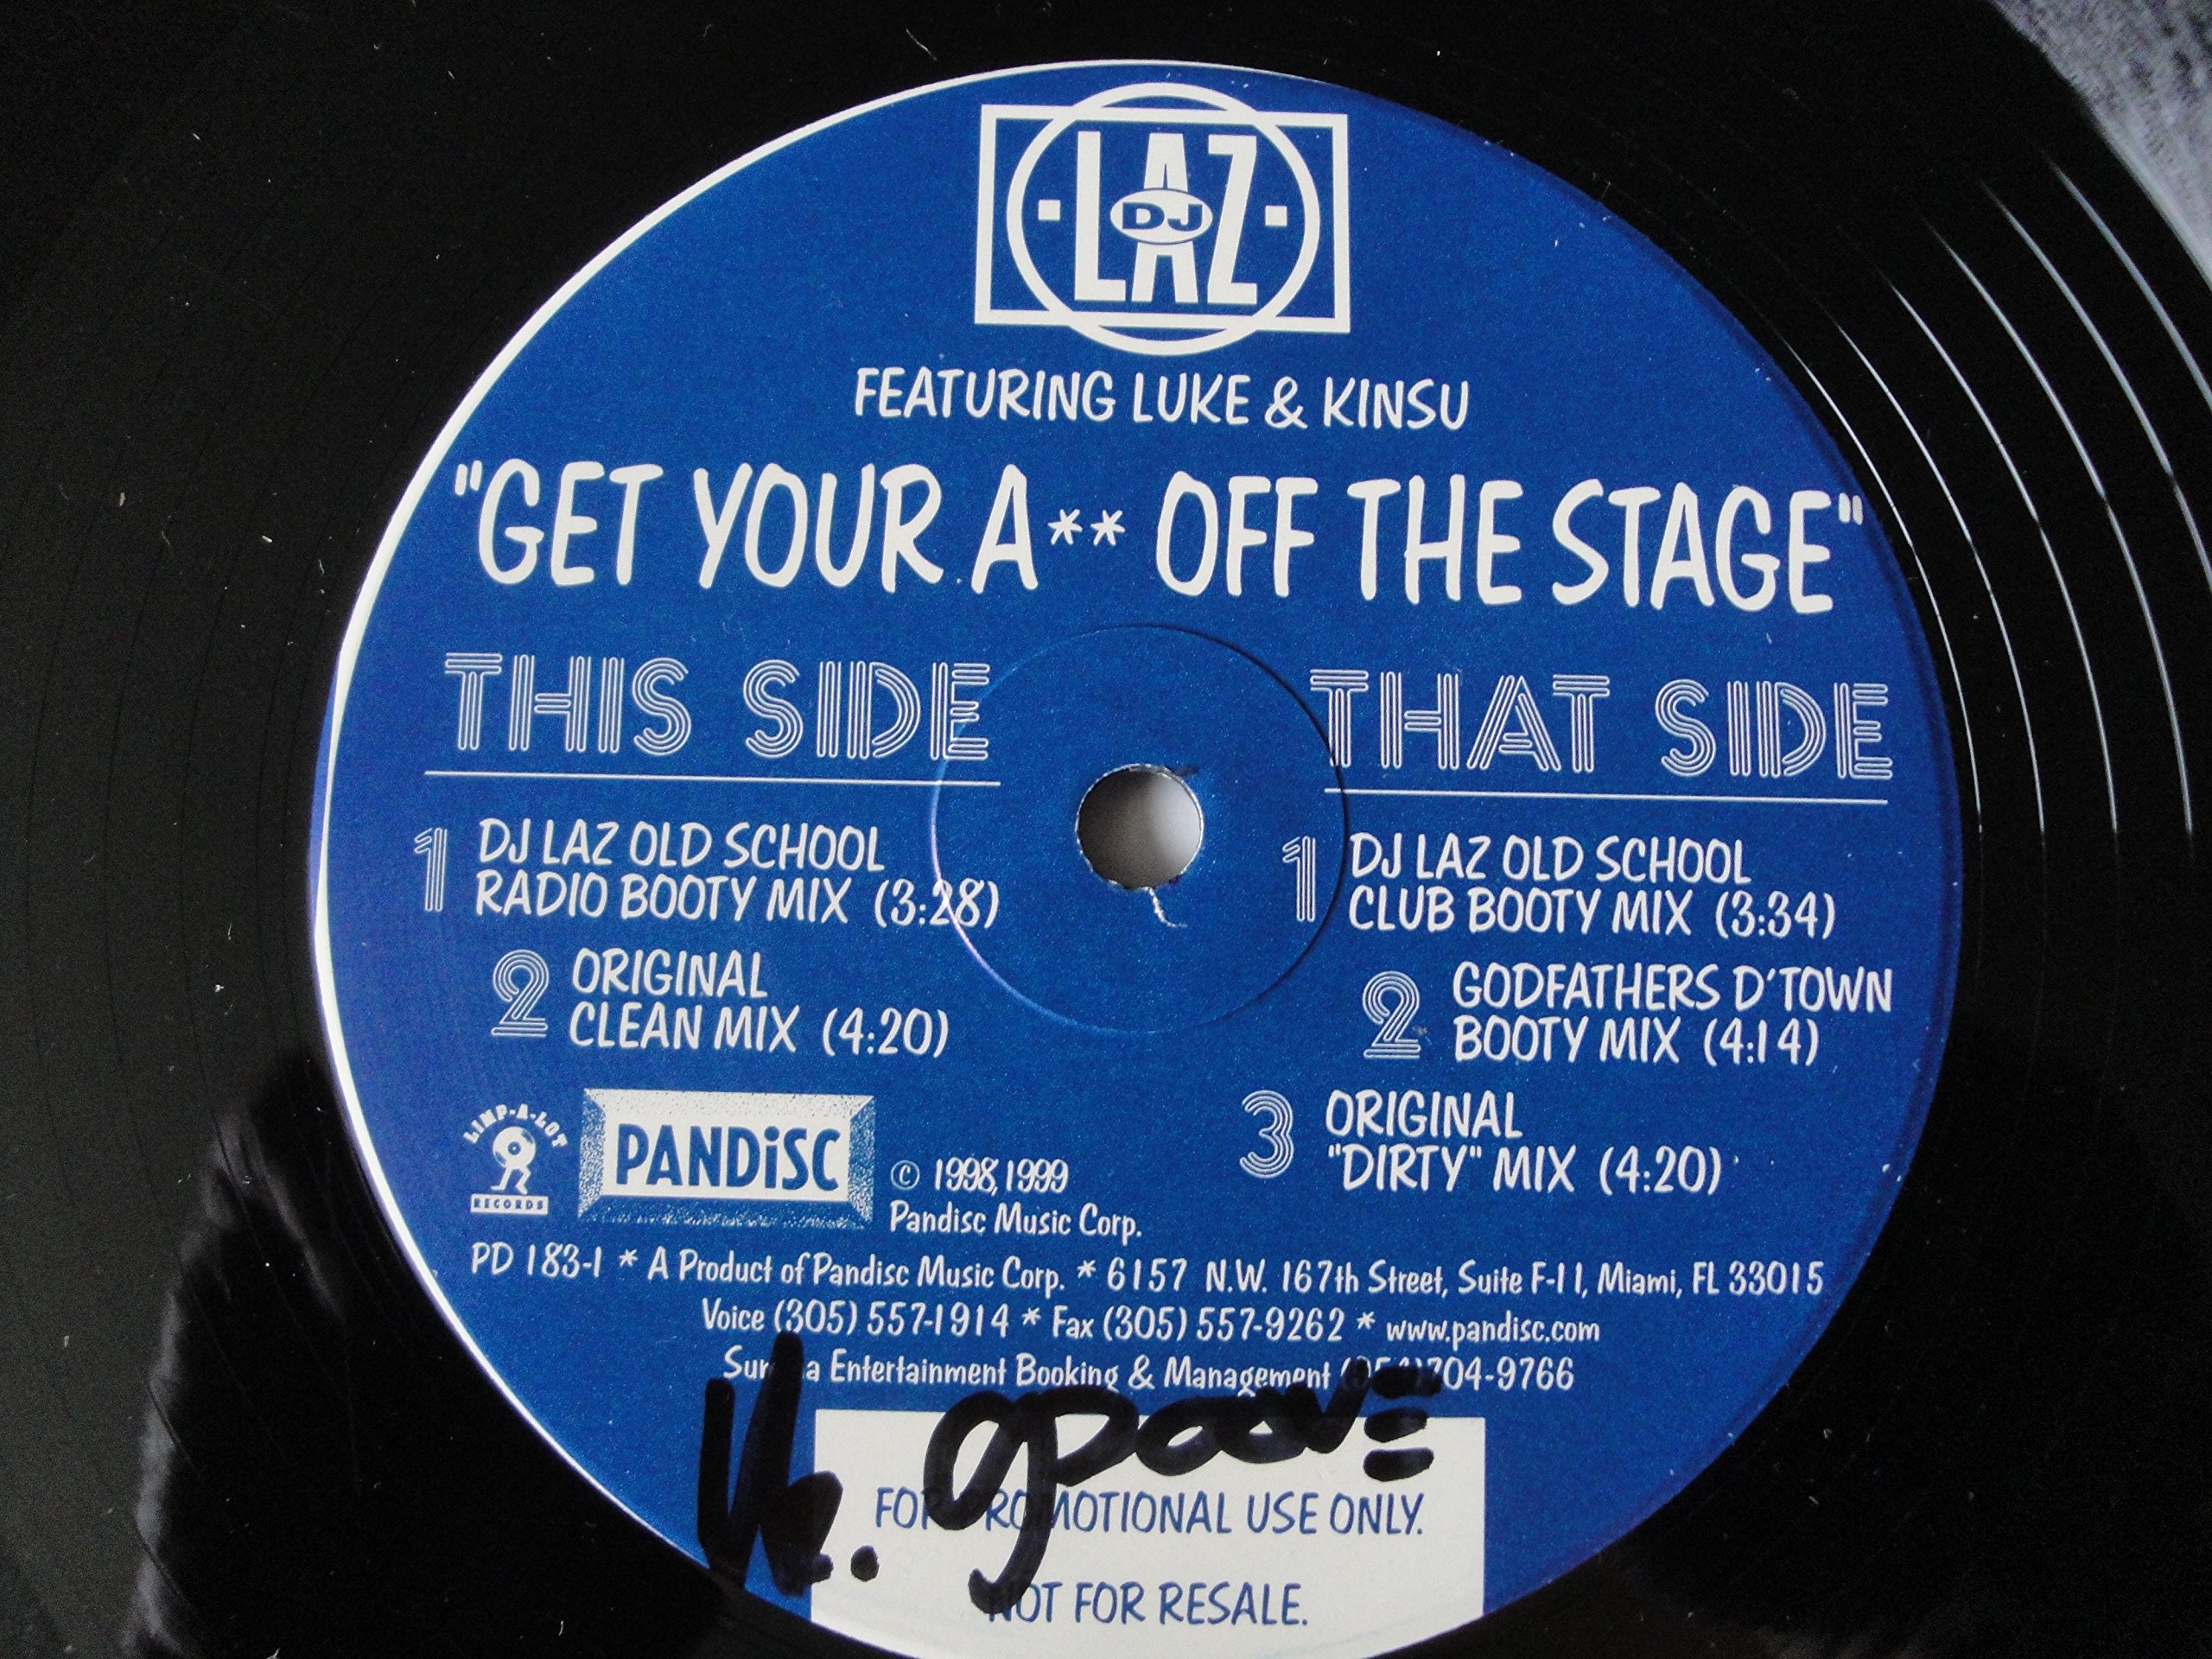 LAZ
DJ
FEATURING LUKE & KINSU
"GET YOUR A** OFF THE STAGE"
THIS SIDE
1 DJ LAZ OLD SCHOOL
RADIO BOOTY MIX (3:28)
2 ORIGINAL
CLEAN MIX (4:20)
THAT SIDE
1 DJ LAZ OLD SCHOOL
CLUB BOOTY MIX (3:34)
2 GODFATHERS D'TOWN
BOOTY MIX (4:14)
3 ORIGINAL
"DIRTY" MIX (4:20)
LIMP-A-LOT
RECORDS
PANDiSC
© 1998, 1999
Pandisc Music Corp.
PD 183-1 * A Product of Pandisc Music Corp. * 6157 N.W. 167th Street, Suite F-11, Miami, FL 33015
Voice (305) 557-1914 * Fax (305) 557-9262 * www.pandisc.com
Entertainment Booking & Management 704-9766
groove
FOR PROMOTIONAL USE ONLY.
NOT FOR RESALE.